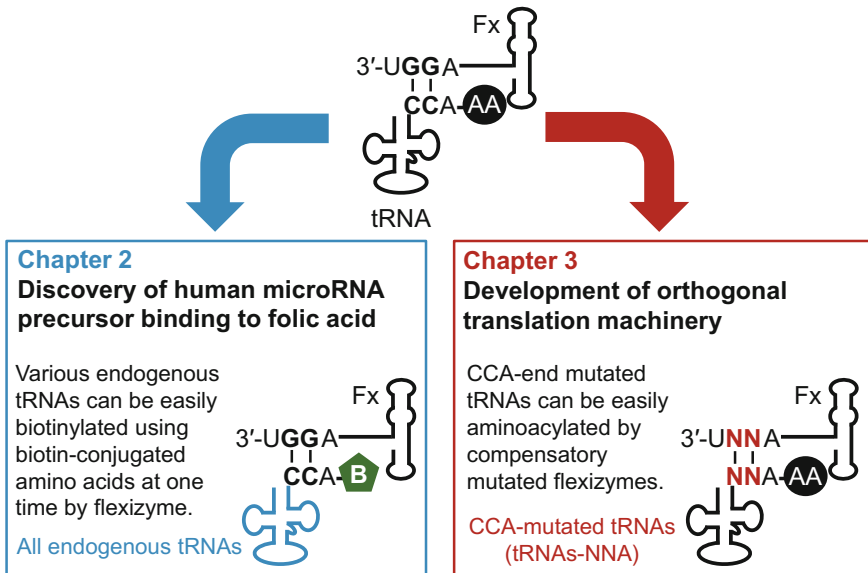 Fx
3′-UGGA
CCA-AA
tRNA
Chapter 2
Discovery of human microRNA
precursor binding to folic acid
Various endogenous
tRNAs can be easily
biotinylated using
biotin-conjugated
amino acids at one
time by flexizyme.
All endogenous tRNAs
Fx
3′-UGGA
CCA-B
Chapter 3
Development of orthogonal
translation machinery
CCA-end mutated
tRNAs can be easily
aminoacylated by
compensatory
mutated flexizymes.
CCA-mutated tRNAs
(tRNAs-NNA)
Fx
3′-UNNA
NNA-AA